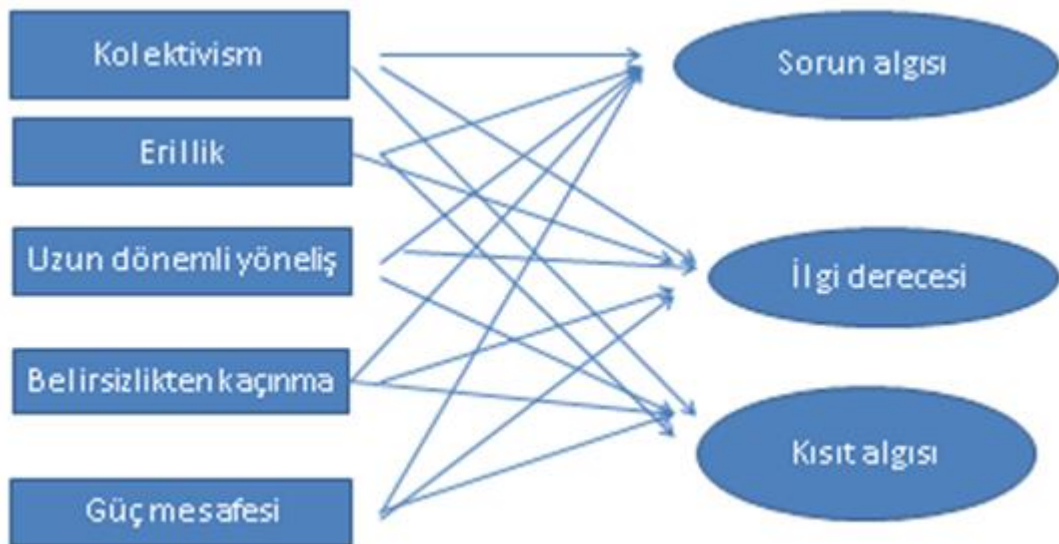 Kolektivism
Sorun algısı
Erillik
Uzun dönemli yöneliş
İlgi derecesi
Belirsizlikten kaçınma
Kısıt algısı
Güç mesafesi